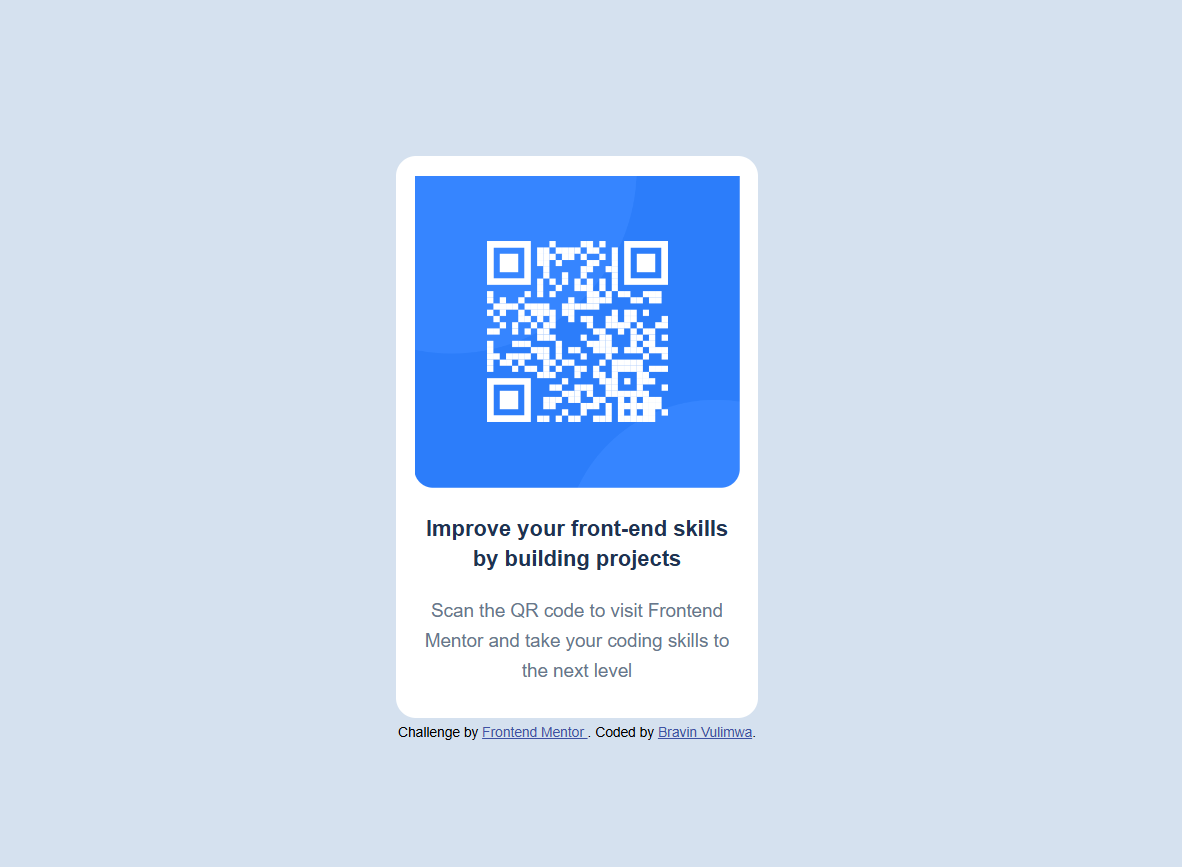 Improve your front-end skills
by building projects
Scan the QR code to visit Frontend
Mentor and take your coding skills to
the next level
Challenge by Frontend Mentor . Coded by Bravin Vulimwa.